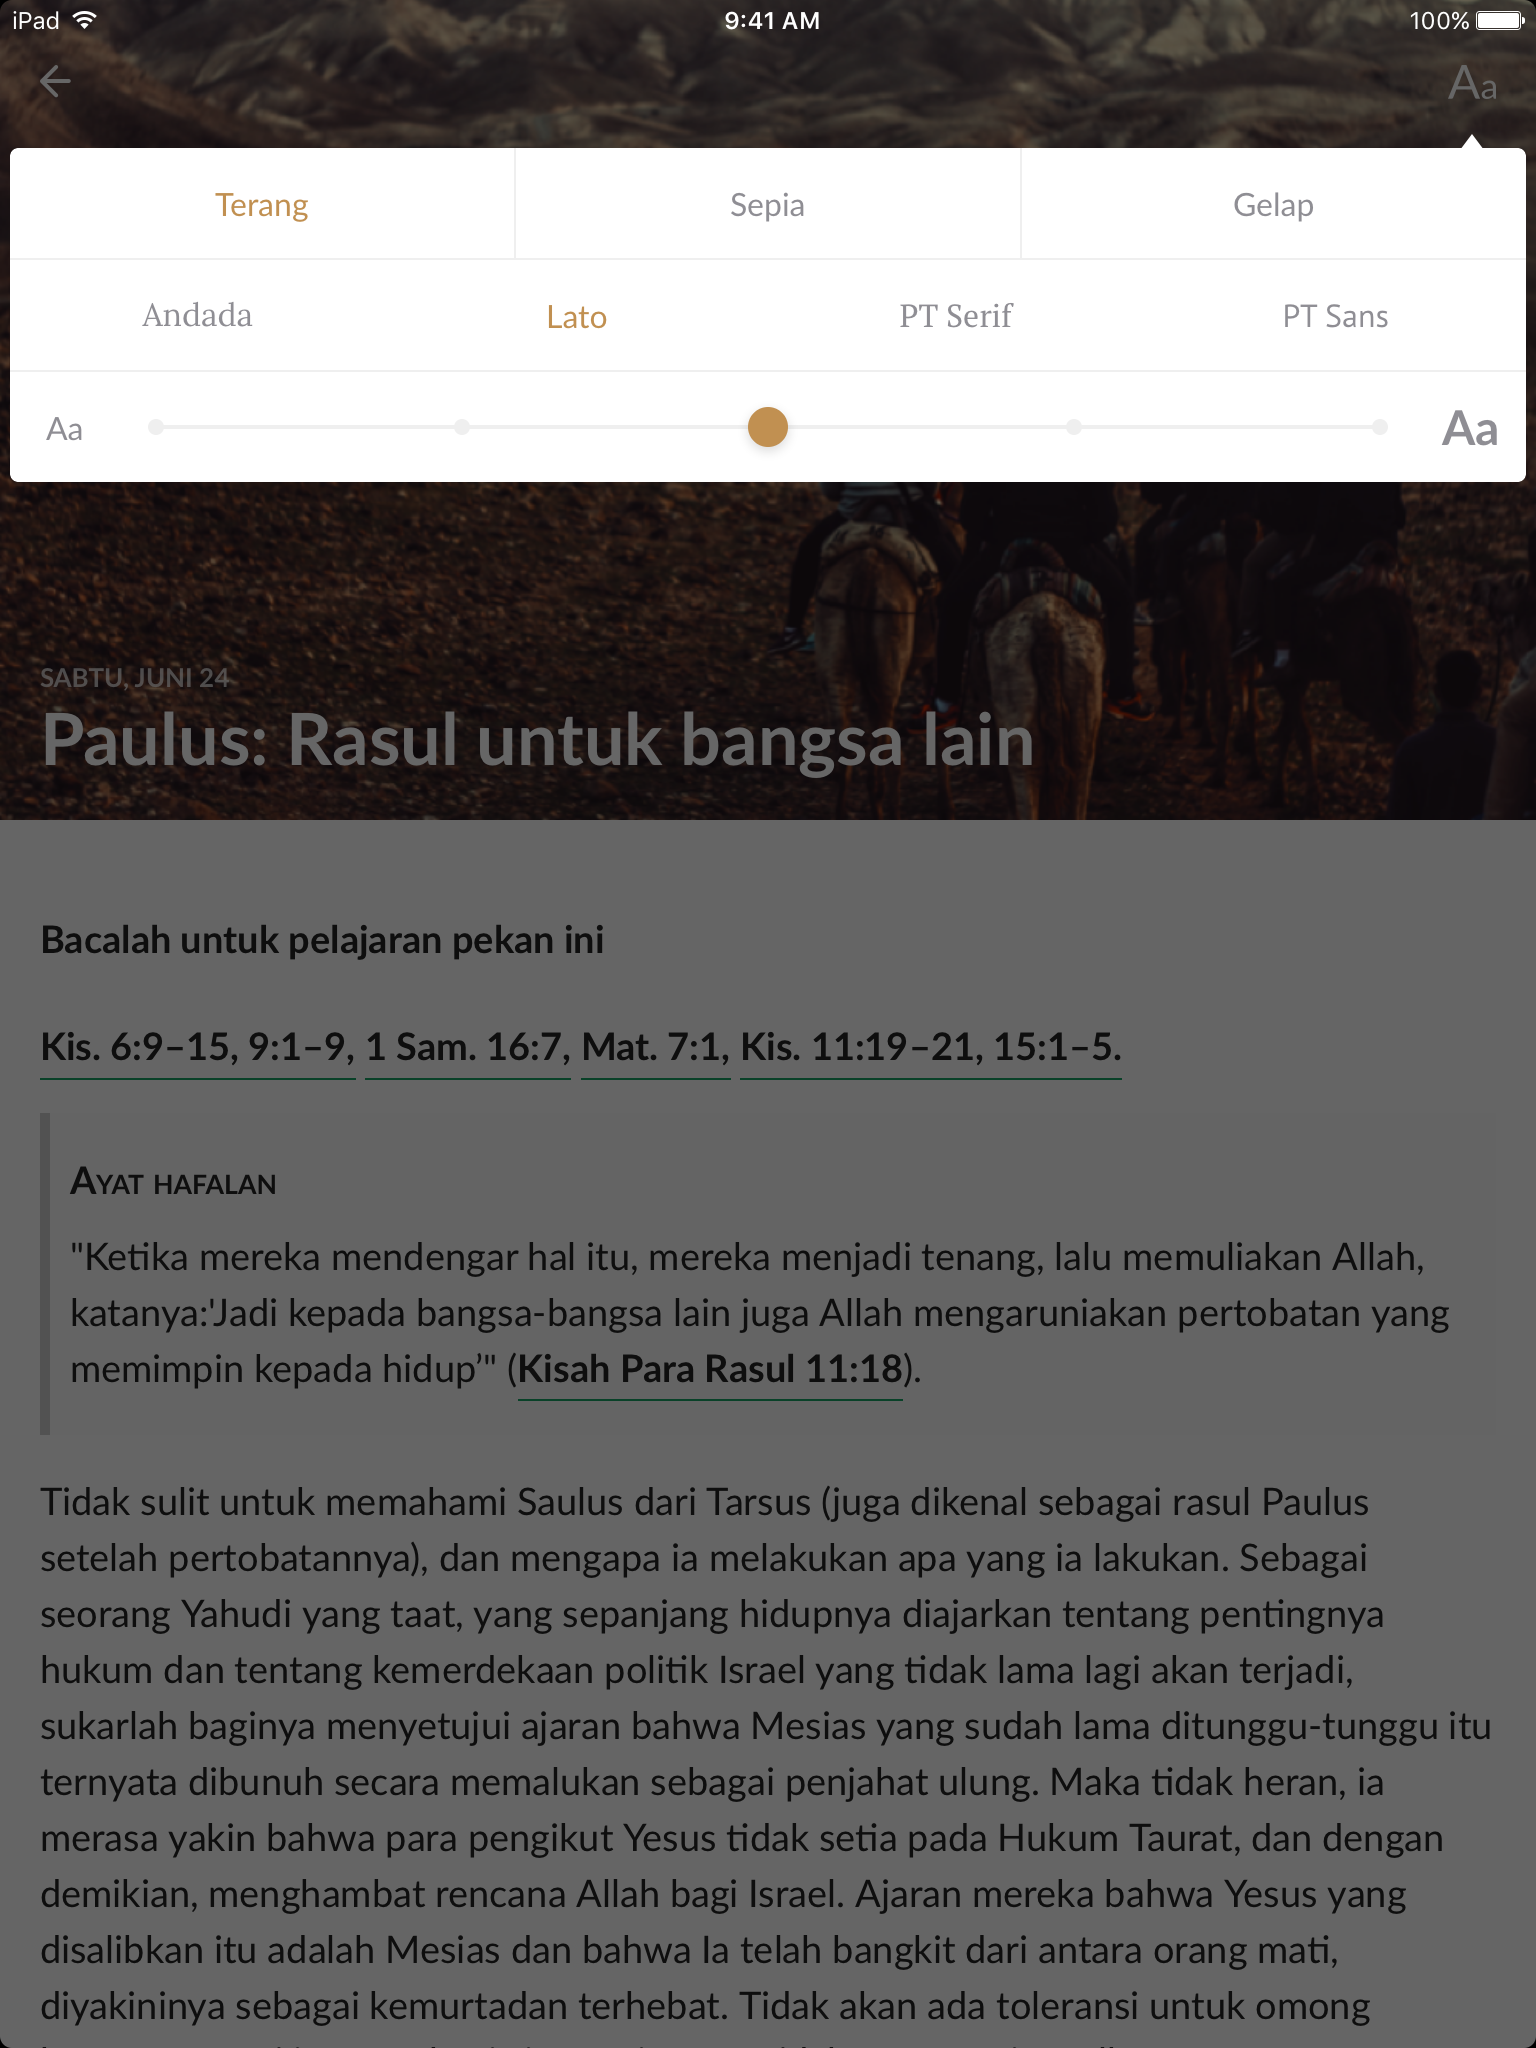 iPad 9:41 AM 100%
Aa
Terang Sepia Gelap
Andada Lato PT Serif PT Sans
Aa Aa
SABTU, JUNI 24
Paulus: Rasul untuk bangsa lain
Bacalah untuk pelajaran pekan ini
Kis. 6:9–15, 9:1–9, 1 Sam. 16:7, Mat. 7:1, Kis. 11:19–21, 15:1–5.
AYAT HAFALAN
"Ketika mereka mendengar hal itu, mereka menjadi tenang, lalu memuliakan Allah,
katanya:'Jadi kepada bangsa-bangsa lain juga Allah mengaruniakan pertobatan yang
memimpin kepada hidup’" (Kisah Para Rasul 11:18).
Tidak sulit untuk memahami Saulus dari Tarsus (juga dikenal sebagai rasul Paulus
setelah pertobatannya), dan mengapa ia melakukan apa yang ia lakukan. Sebagai
seorang Yahudi yang taat, yang sepanjang hidupnya diajarkan tentang pentingnya
hukum dan tentang kemerdekaan politik Israel yang tidak lama lagi akan terjadi,
sukarlah baginya menyetujui ajaran bahwa Mesias yang sudah lama ditunggu-tunggu itu
ternyata dibunuh secara memalukan sebagai penjahat ulung. Maka tidak heran, ia
merasa yakin bahwa para pengikut Yesus tidak setia pada Hukum Taurat, dan dengan
demikian, menghambat rencana Allah bagi Israel. Ajaran mereka bahwa Yesus yang
disalibkan itu adalah Mesias dan bahwa Ia telah bangkit dari antara orang mati,
diyakininya sebagai kemurtadan terhebat. Tidak akan ada toleransi untuk omong